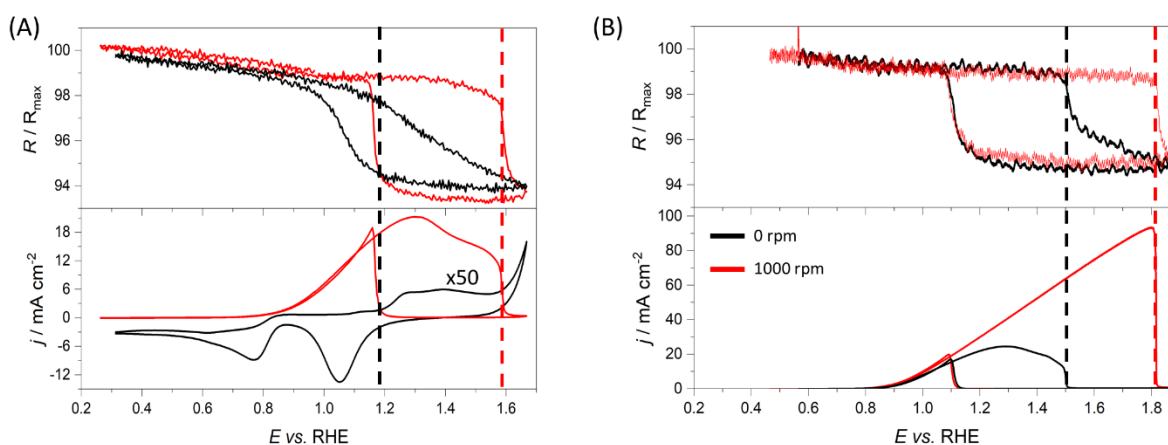 (A)
100
98
96
94
R / Rmax
18
12
6
0
-6
-12
j / mA cm⁻²
x50
0.2 0.4 0.6 0.8 1.0 1.2 1.4 1.6
E vs. RHE
(B)
100
98
96
94
R / Rmax
100
80
60
40
20
0
j / mA cm⁻²
0 rpm
1000 rpm
0.2 0.4 0.6 0.8 1.0 1.2 1.4 1.6 1.8
E vs. RHE